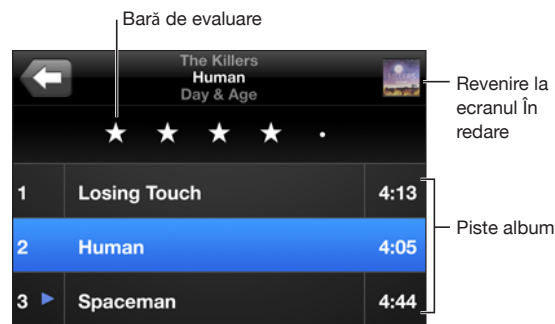 Bară de evaluare
The Killers
Human
Day & Age
Revenire la
ecranul În
redare
1 Losing Touch 4:13
2 Human 4:05
Piste album
3 Spaceman 4:44